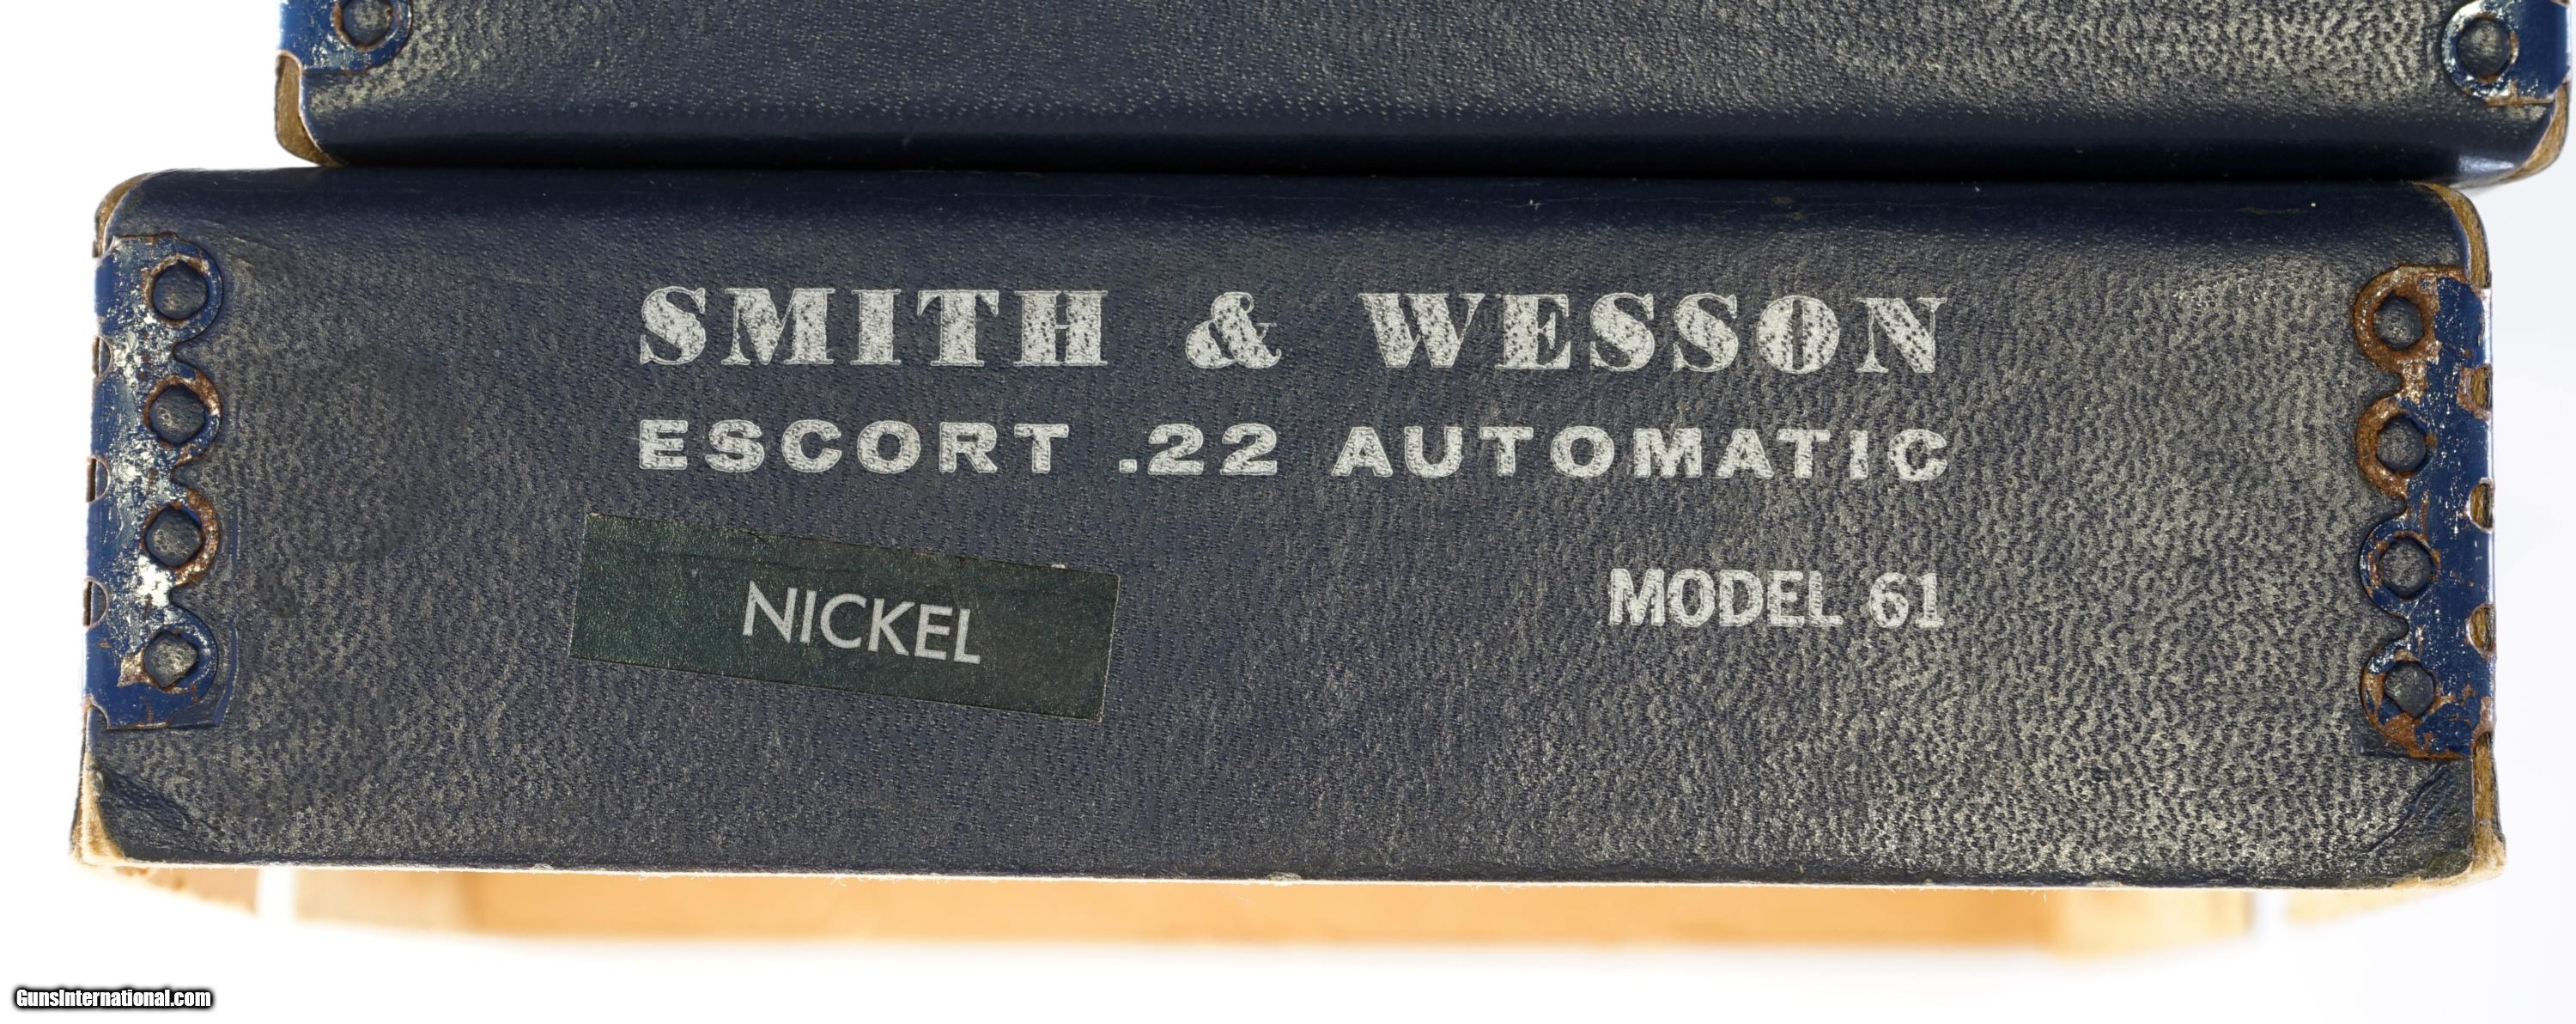 SMITH & WESSON
ESCORT .22 AUTOMATIC
NICKEL
MODEL 61
GunsInternational.com